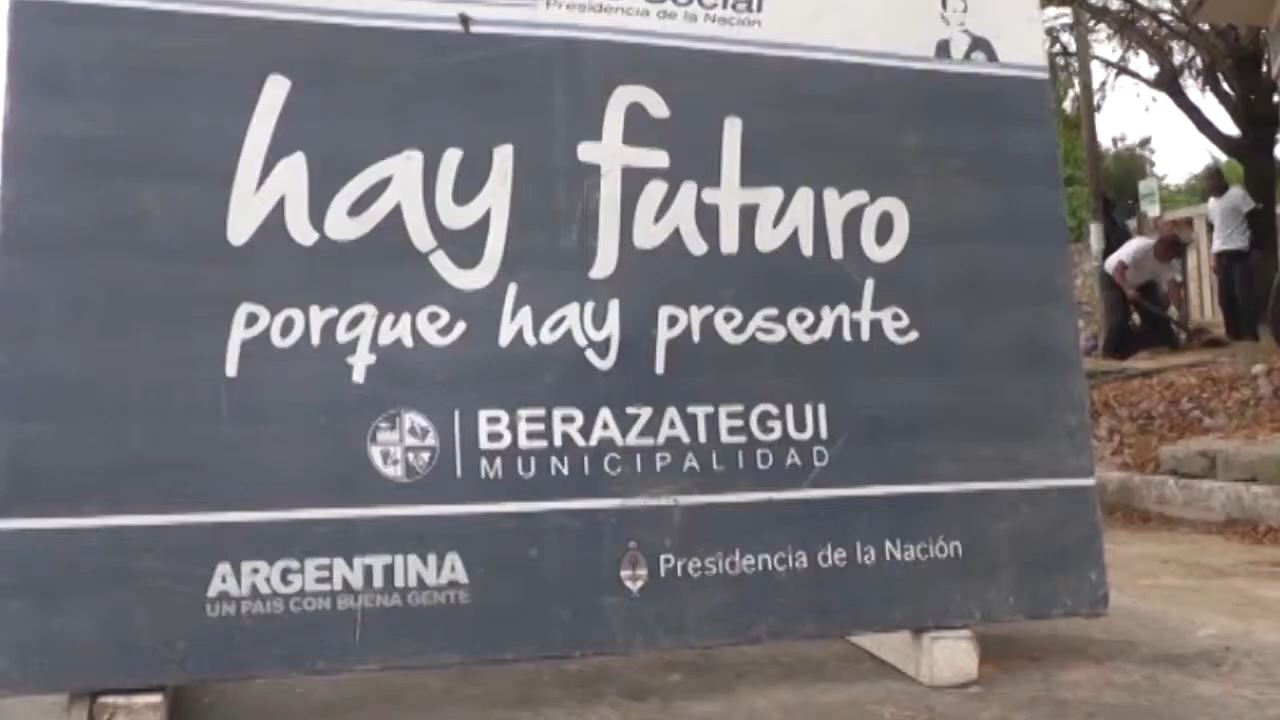 Social
Presidencia de la Nación
hay futuro
porque hay presente
BERAZATEGUI
MUNICIPALIDAD
ARGENTINA
UN PAIS CON BUENA GENTE
Presidencia de la Nación